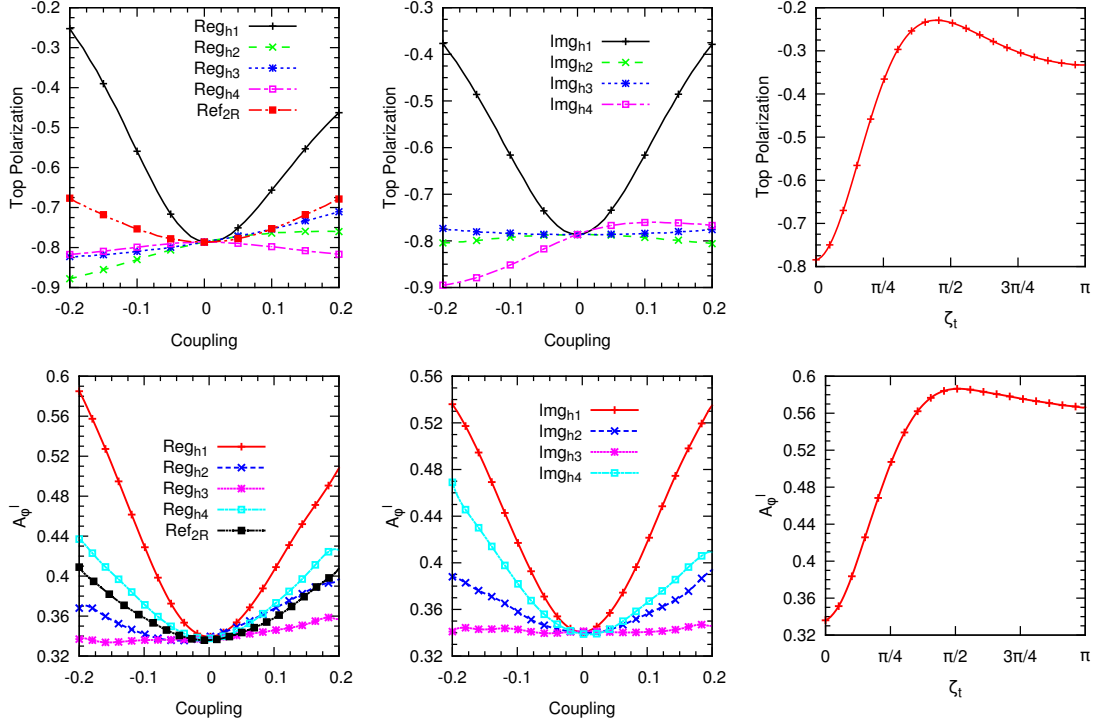 Top Polarization
-0.2
-0.3
-0.4
-0.5
-0.6
-0.7
-0.8
-0.9
Reg_h1
Reg_h2
Reg_h3
Reg_h4
Ref_2R
-0.2 -0.1 0 0.1 0.2
Coupling
Top Polarization
-0.3
-0.4
-0.5
-0.6
-0.7
-0.8
-0.9
Img_h1
Img_h2
Img_h3
Img_h4
-0.2 -0.1 0 0.1 0.2
Coupling
Top Polarization
-0.2
-0.3
-0.4
-0.5
-0.6
-0.7
-0.8
0 π/4 π/2 3π/4 π
ζ_t
A_φ^l
0.6
0.56
0.52
0.48
0.44
0.4
0.36
0.32
Reg_h1
Reg_h2
Reg_h3
Reg_h4
Ref_2R
-0.2 -0.1 0 0.1 0.2
Coupling
A_φ^l
0.56
0.52
0.48
0.44
0.4
0.36
0.32
Img_h1
Img_h2
Img_h3
Img_h4
-0.2 -0.1 0 0.1 0.2
Coupling
A_φ^l
0.6
0.56
0.52
0.48
0.44
0.4
0.36
0.32
0 π/4 π/2 3π/4 π
ζ_t